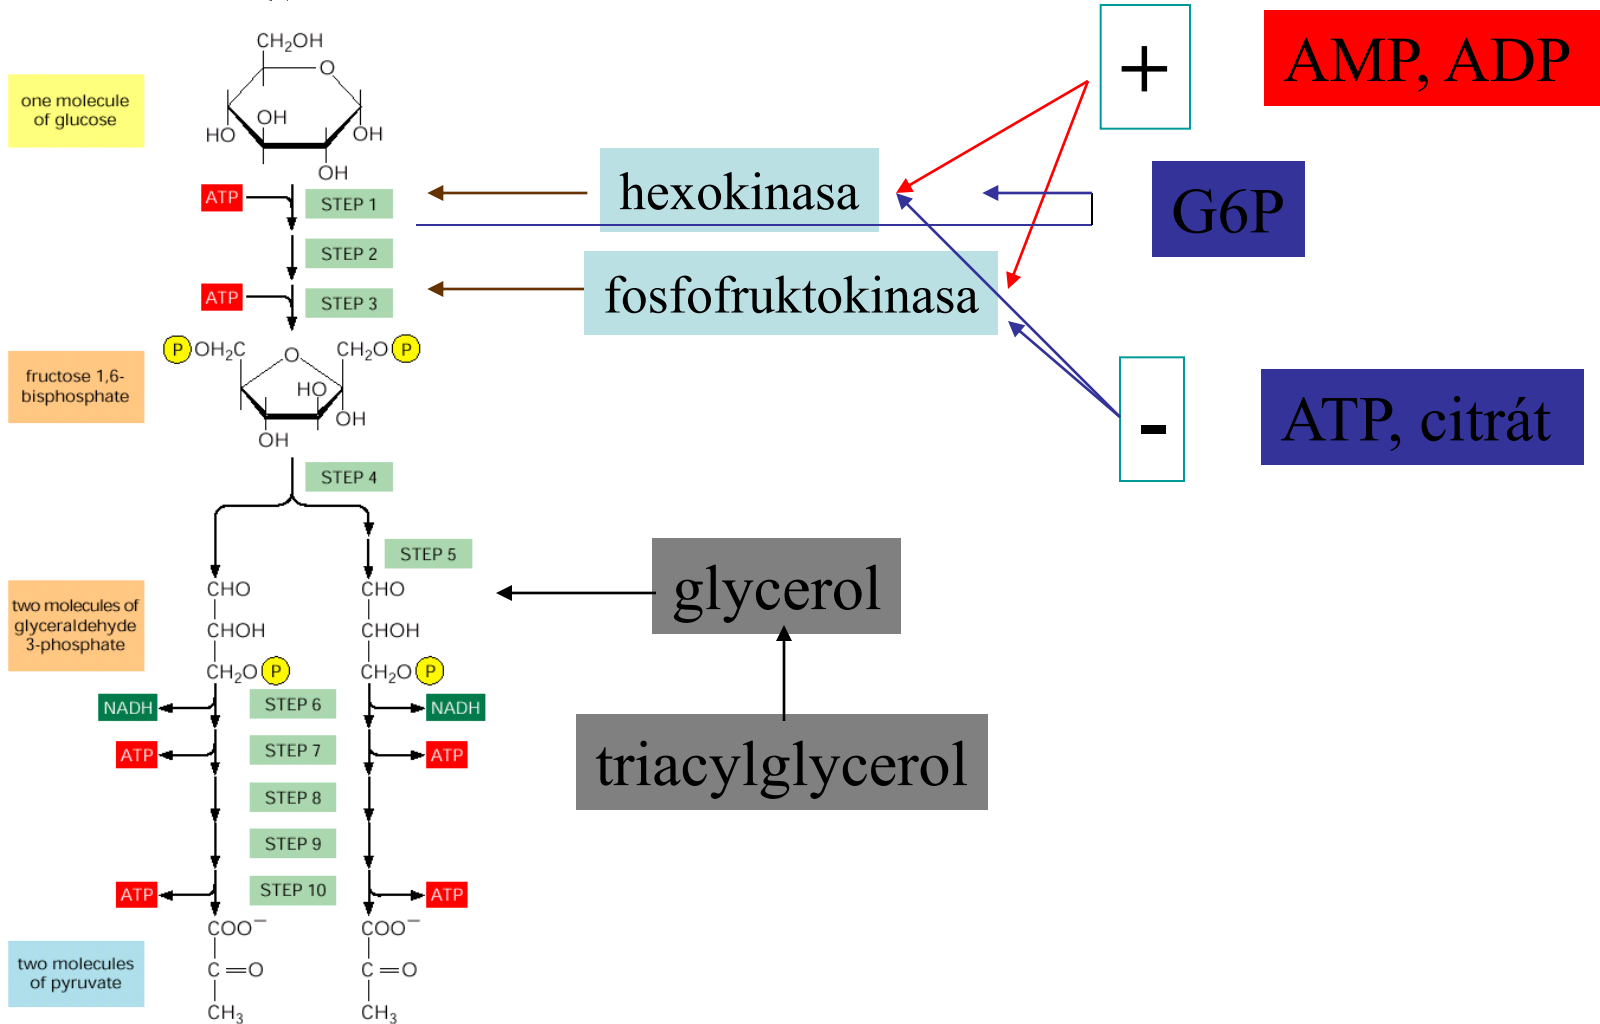 CH₂OH
O
one molecule
of glucose
OH
HO
OH
OH
ATP
STEP 1
STEP 2
ATP
STEP 3
P OH₂C
O
CH₂O P
fructose 1,6-
bisphosphate
HO
OH
OH
STEP 4
STEP 5
CHO
CHO
two molecules of
glyceraldehyde
3-phosphate
CHOH
CHOH
CH₂O P
CH₂O P
NADH
STEP 6
NADH
ATP
STEP 7
ATP
STEP 8
STEP 9
ATP
STEP 10
ATP
COO⁻
COO⁻
two molecules
of pyruvate
C=O
C=O
CH₃
CH₃
hexokinasa
fosfofruktokinasa
+
AMP, ADP
G6P
-
ATP, citrát
glycerol
triacylglycerol